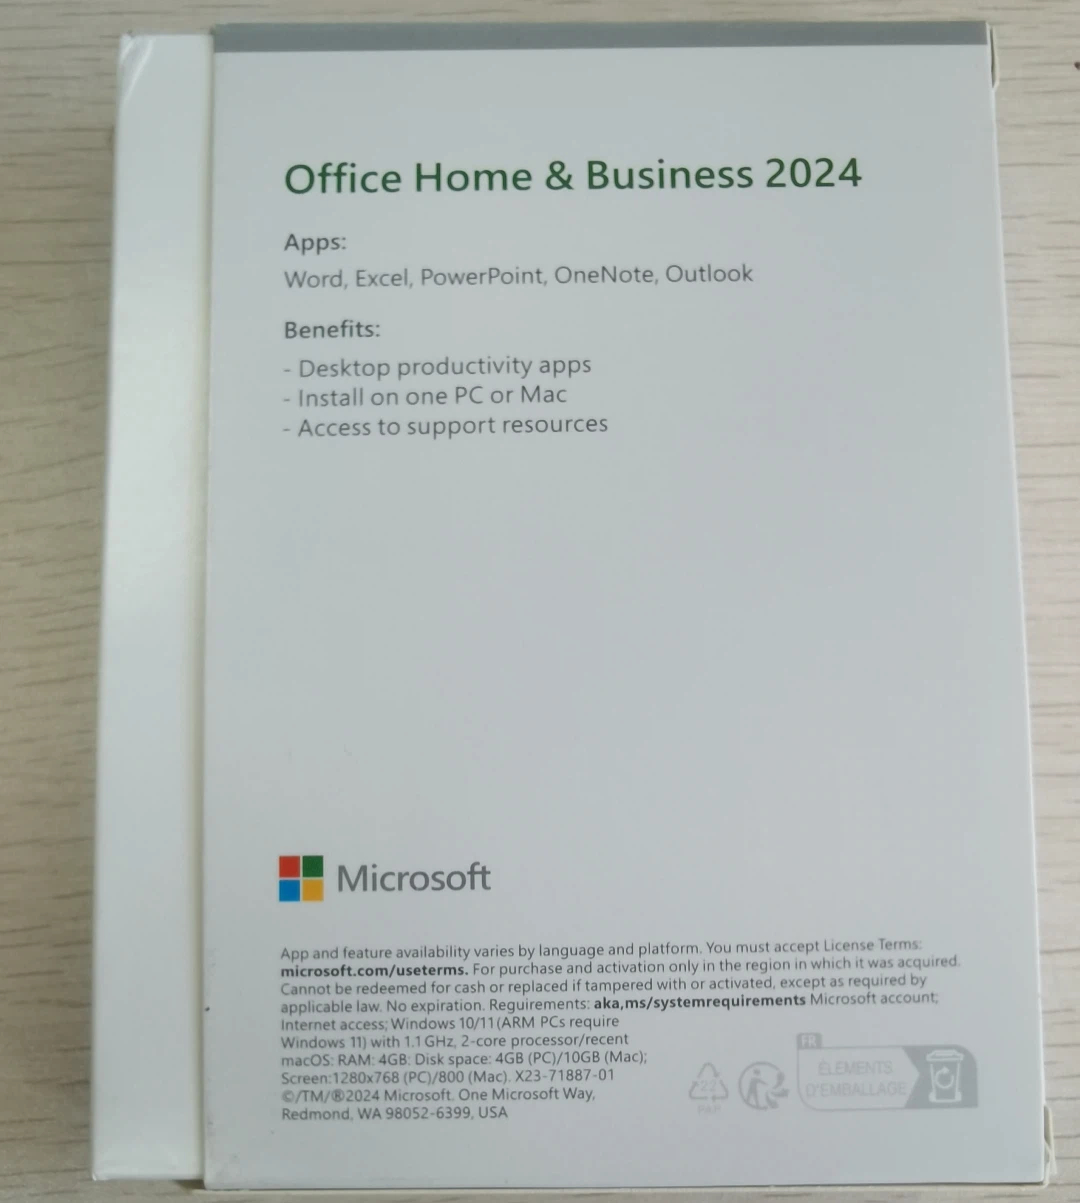 Office Home & Business 2024
Apps:
Word, Excel, PowerPoint, OneNote, Outlook
Benefits:
- Desktop productivity apps
- Install on one PC or Mac
- Access to support resources
Microsoft
App and feature availability varies by language and platform. You must accept License Terms:
microsoft.com/useterms. For purchase and activation only in the region in which it was acquired.
Cannot be redeemed for cash or replaced if tampered with or activated, except as required by
applicable law. No expiration. Reguirements: aka,ms/systemrequirements Microsoft account;
Internet access; Windows 10/11 (ARM PCs require
Windows 11) with 1.1 GHz, 2-core processor/recent
macOS: RAM: 4GB: Disk space: 4GB (PC)/10GB (Mac);
Screen:1280x768 (PC)/800 (Mac). X23-71887-01
©/TM/®2024 Microsoft. One Microsoft Way,
Redmond, WA 98052-6399, USA
22
PAP
FR
ÉLÉMENTS
D'EMBALLAGE